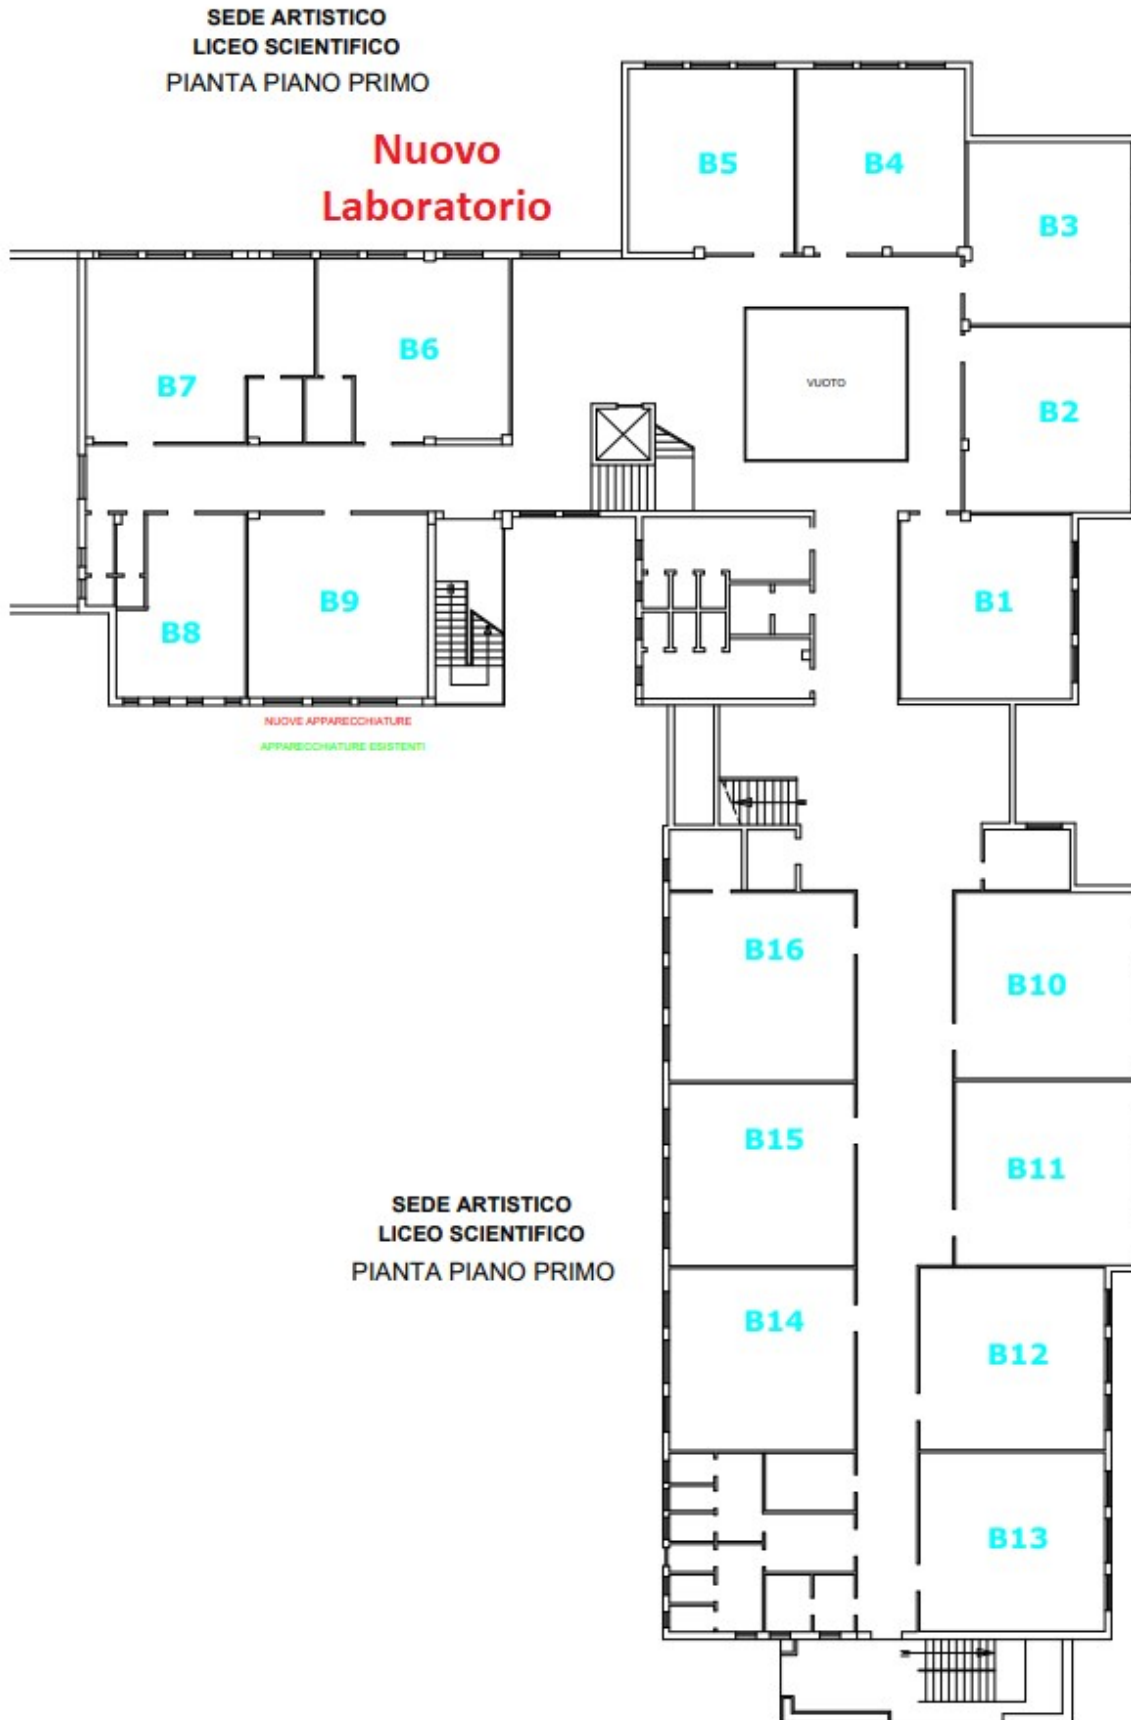 SEDE ARTISTICO
LICEO SCIENTIFICO
PIANTA PIANO PRIMO
Nuovo
Laboratorio
B5
B4
B3
B6
B7
VUOTO
B2
B9
B8
B1
NUOVE APPARECCHIATURE
APPARECCHIATURE ESISTENTI
B16
B10
B15
B11
SEDE ARTISTICO
LICEO SCIENTIFICO
PIANTA PIANO PRIMO
B14
B12
B13